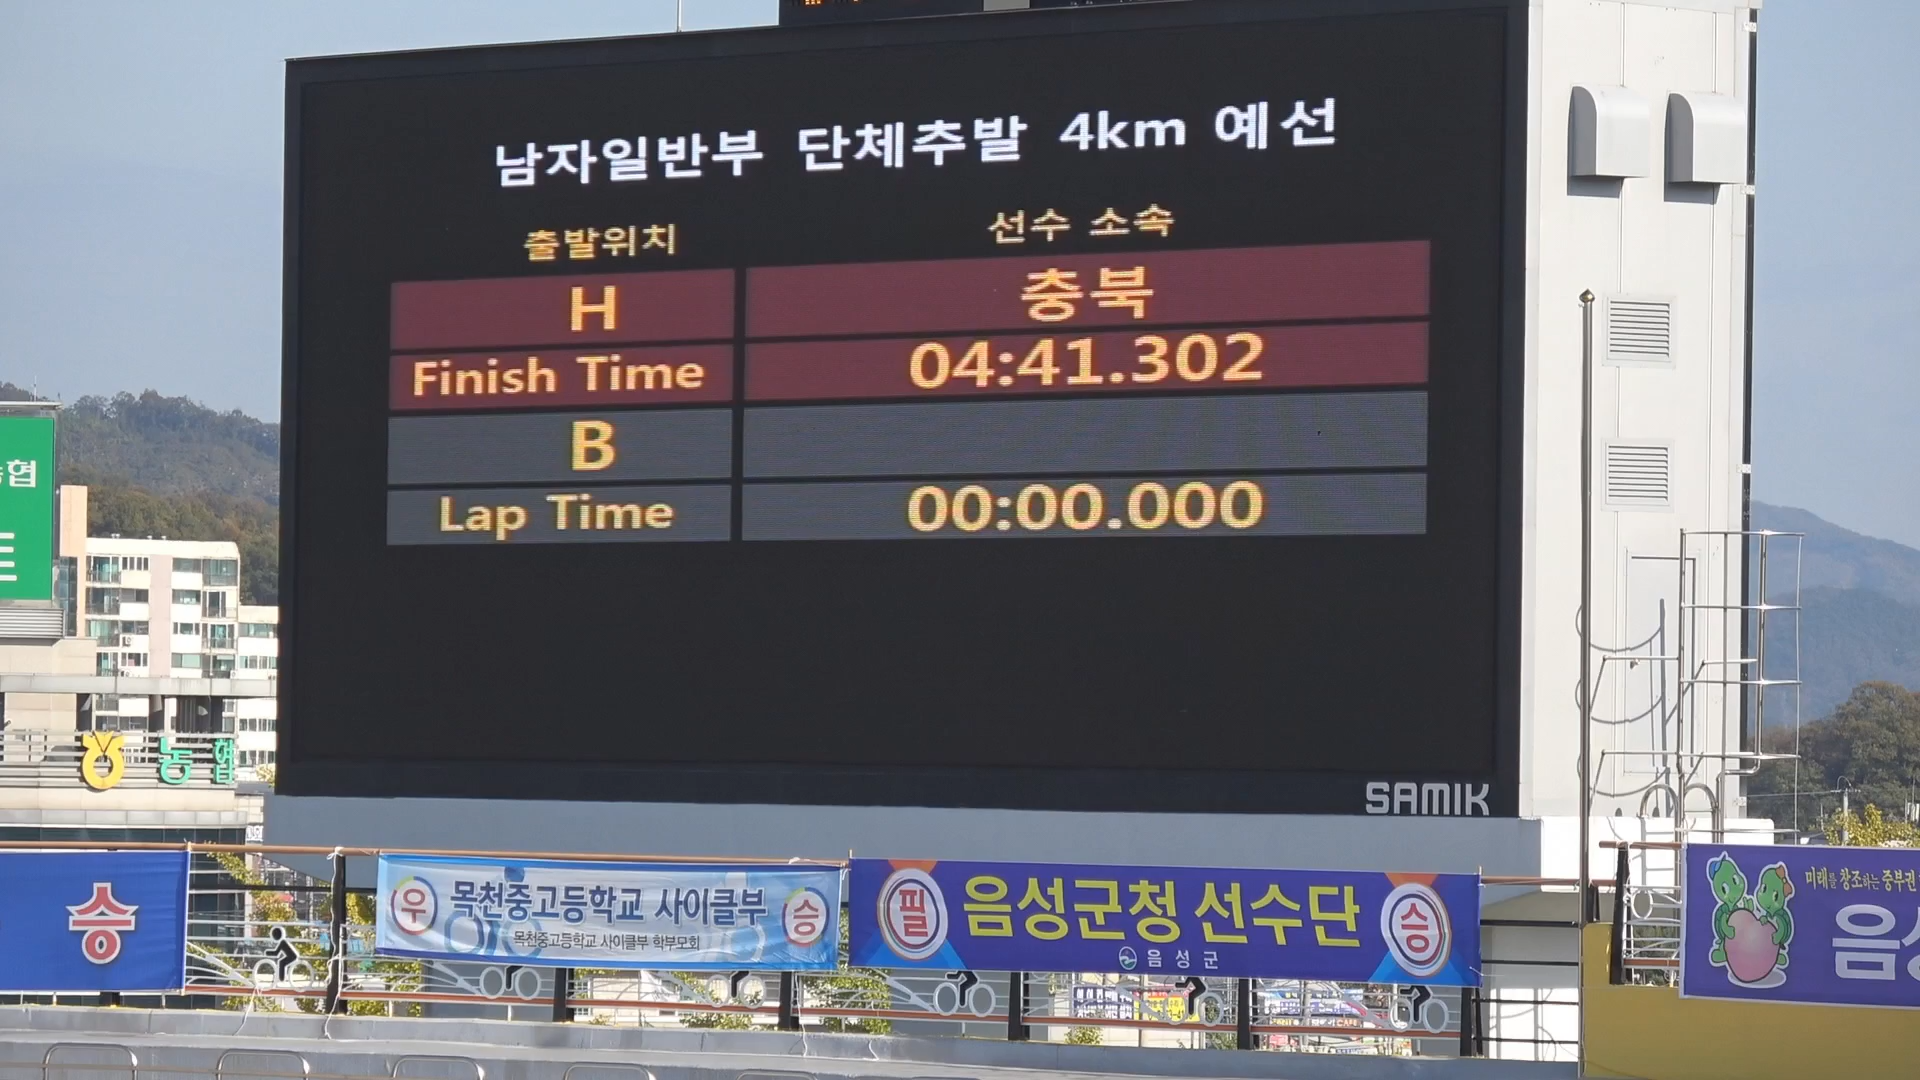 남자일반부 단체추발 4km 예선
출발위치 선수 소속
H 충북
Finish Time 04:41.302
B
Lap Time 00:00.000
SAMIK
협
농협
승
우 목천중고등학교 사이클부 승
목천중고등학교 사이클부 학부모회
필 음성군청 선수단 승
음성군
미래를 창조하는 중부권
음성